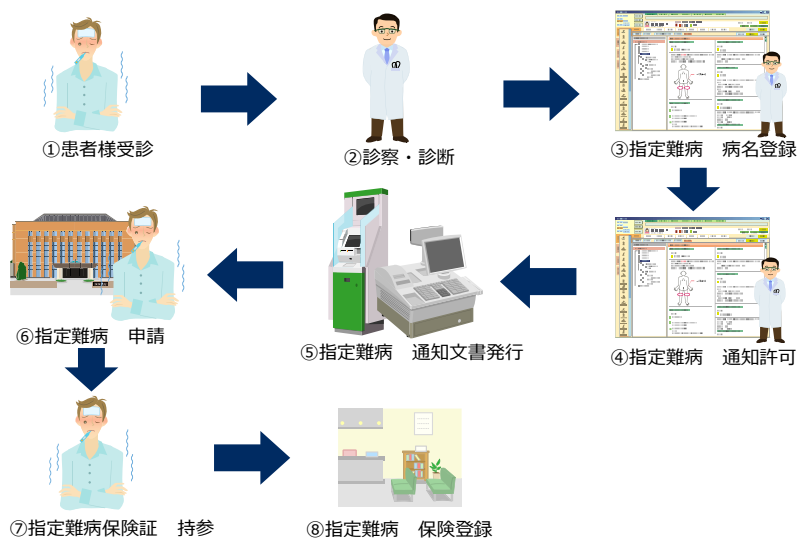 ①患者様受診
②診察・診断
③指定難病　病名登録
④指定難病　通知許可
⑤指定難病　通知文書発行
⑥指定難病　申請
⑦指定難病保険証　持参
⑧指定難病　保険登録